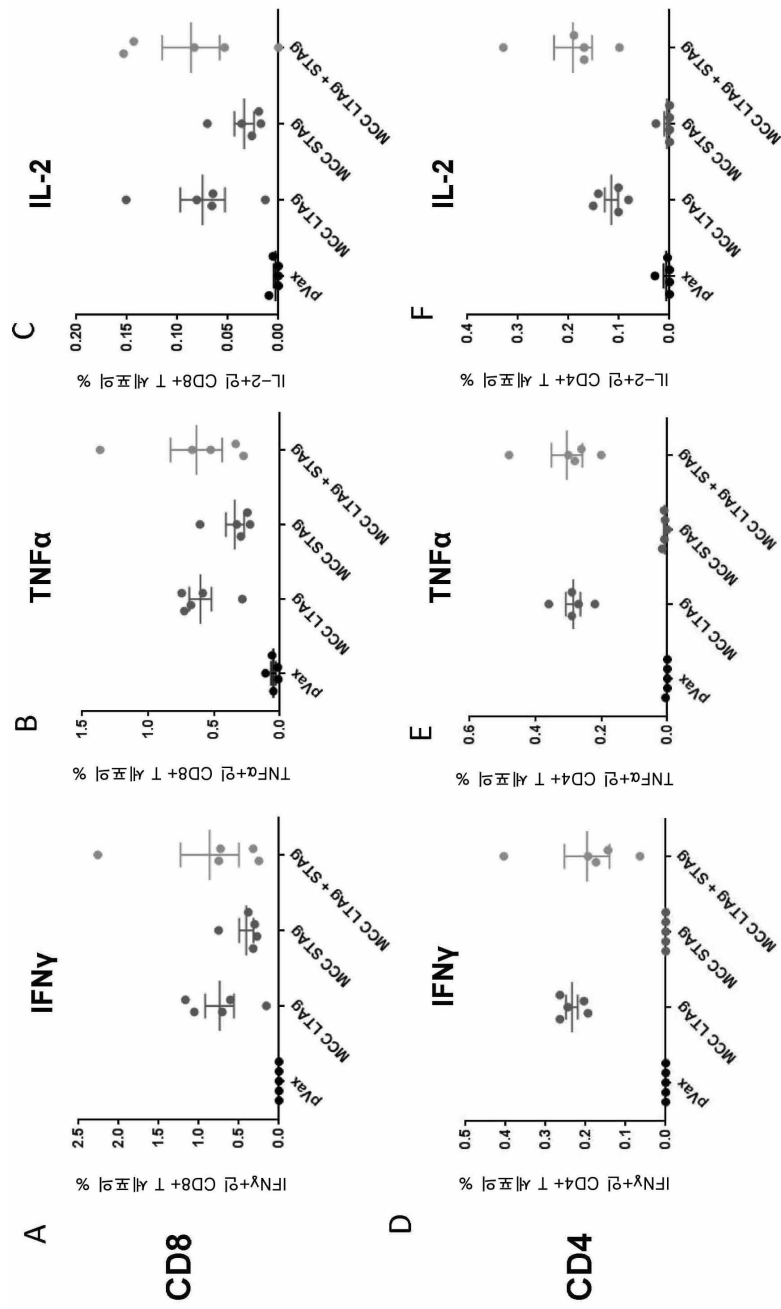 CD8
A
IFNγ
IFNγ+인 CD8+ T 세포의 %
2.5
2.0
1.5
1.0
0.5
0.0
pVax
MCC LTAg
MCC STAg
MCC LTAg + STAg
B
TNFα
TNFα+인 CD8+ T 세포의 %
1.5
1.0
0.5
0.0
pVax
MCC LTAg
MCC STAg
MCC LTAg + STAg
C
IL-2
IL-2+인 CD8+ T 세포의 %
0.20
0.15
0.10
0.05
0.00
pVax
MCC LTAg
MCC STAg
MCC LTAg + STAg
CD4
D
IFNγ
IFNγ+인 CD4+ T 세포의 %
0.5
0.4
0.3
0.2
0.1
0.0
pVax
MCC LTAg
MCC STAg
MCC LTAg + STAg
E
TNFα
TNFα+인 CD4+ T 세포의 %
0.6
0.4
0.2
0.0
pVax
MCC LTAg
MCC STAg
MCC LTAg + STAg
F
IL-2
IL-2+인 CD4+ T 세포의 %
0.4
0.3
0.2
0.1
0.0
pVax
MCC LTAg
MCC STAg
MCC LTAg + STAg